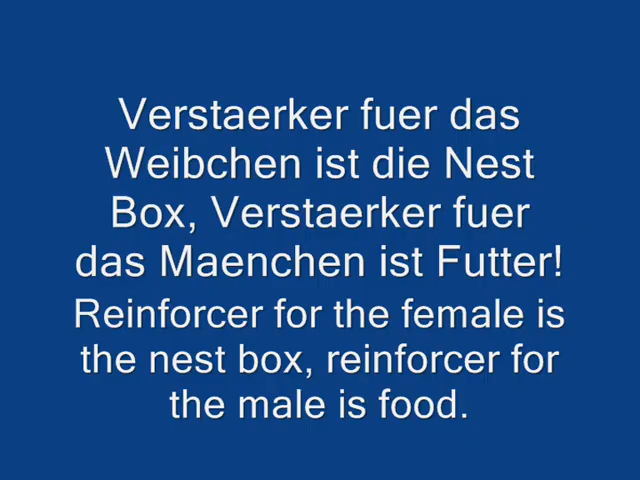 Verstaerker fuer das
Weibchen ist die Nest
Box, Verstaerker fuer
das Maenchen ist Futter!
Reinforcer for the female is
the nest box, reinforcer for
the male is food.